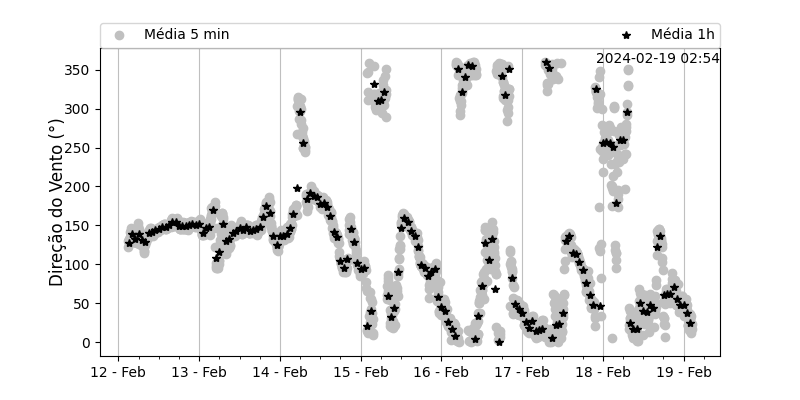 Média 5 min
Média 1h
2024-02-19 02:54
Direção do Vento (°)
350
300
250
200
150
100
50
0
12 - Feb
13 - Feb
14 - Feb
15 - Feb
16 - Feb
17 - Feb
18 - Feb
19 - Feb